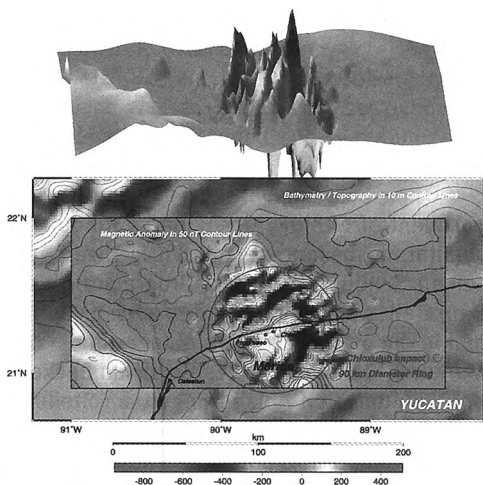 Bathymetry / Topography in 10 m Contour Lines
22°N
Magnetic Anomaly in 50 nT Contour Lines
Chicxulub Impact
21°N
90 km Diameter Ring
Celestun
YUCATAN
91°W 90°W 89°W
km
0 100 200
-800 -600 -400 -200 0 200 400